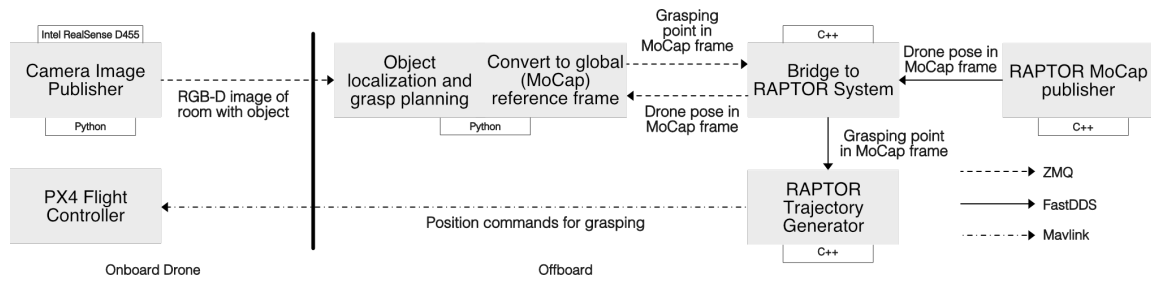 Intel RealSense D455
Camera Image
Publisher
Python
RGB-D image of
room with object
Object
localization and
grasp planning
Convert to global
(MoCap)
reference frame
Python
Grasping
point in
MoCap frame
Drone pose in
MoCap frame
C++
Bridge to
RAPTOR System
Drone pose in
MoCap frame
RAPTOR MoCap
publisher
C++
Grasping point
in MoCap frame
PX4 Flight
Controller
Position commands for grasping
RAPTOR
Trajectory
Generator
C++
ZMQ
FastDDS
Mavlink
Onboard Drone
Offboard